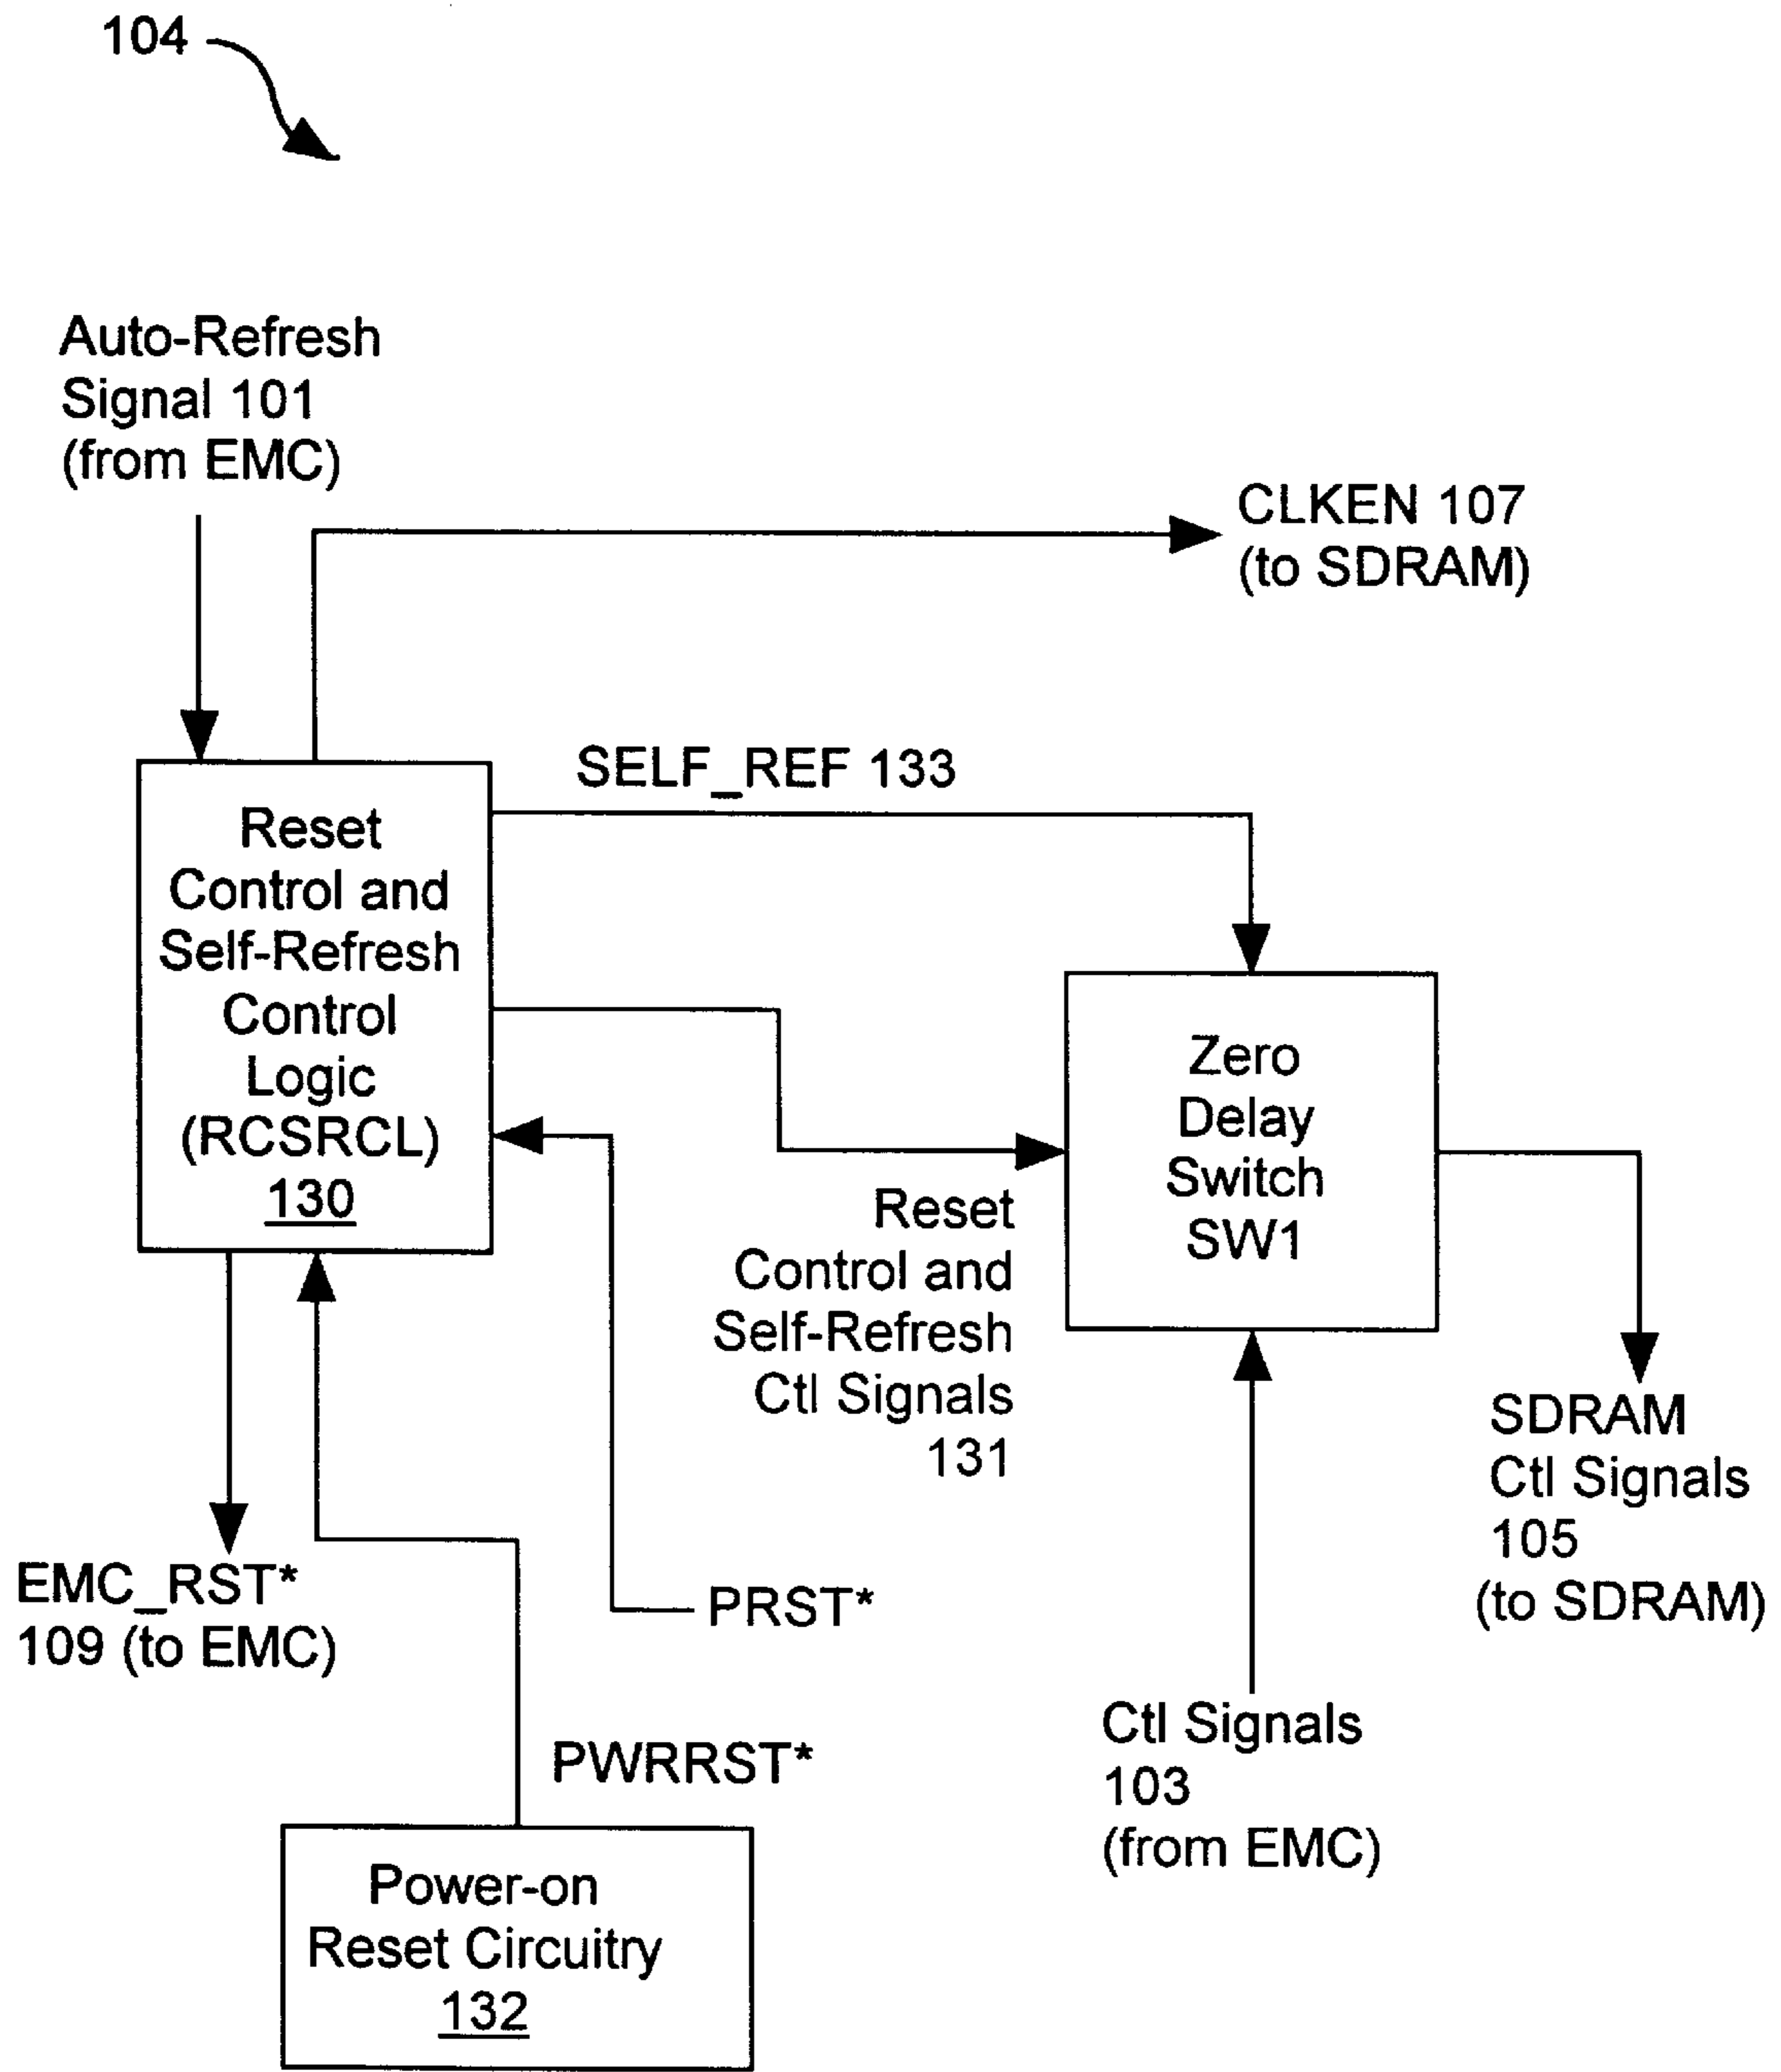 104
Auto-Refresh
Signal 101
(from EMC)
CLKEN 107
(to SDRAM)
SELF_REF 133
Reset
Control and
Self-Refresh
Control
Logic
(RCSRCL)
130
Zero
Delay
Switch
SW1
Reset
Control and
Self-Refresh
Ctl Signals
131
SDRAM
Ctl Signals
105
(to SDRAM)
EMC_RST*
109 (to EMC)
PRST*
Ctl Signals
103
(from EMC)
PWRRST*
Power-on
Reset Circuitry
132